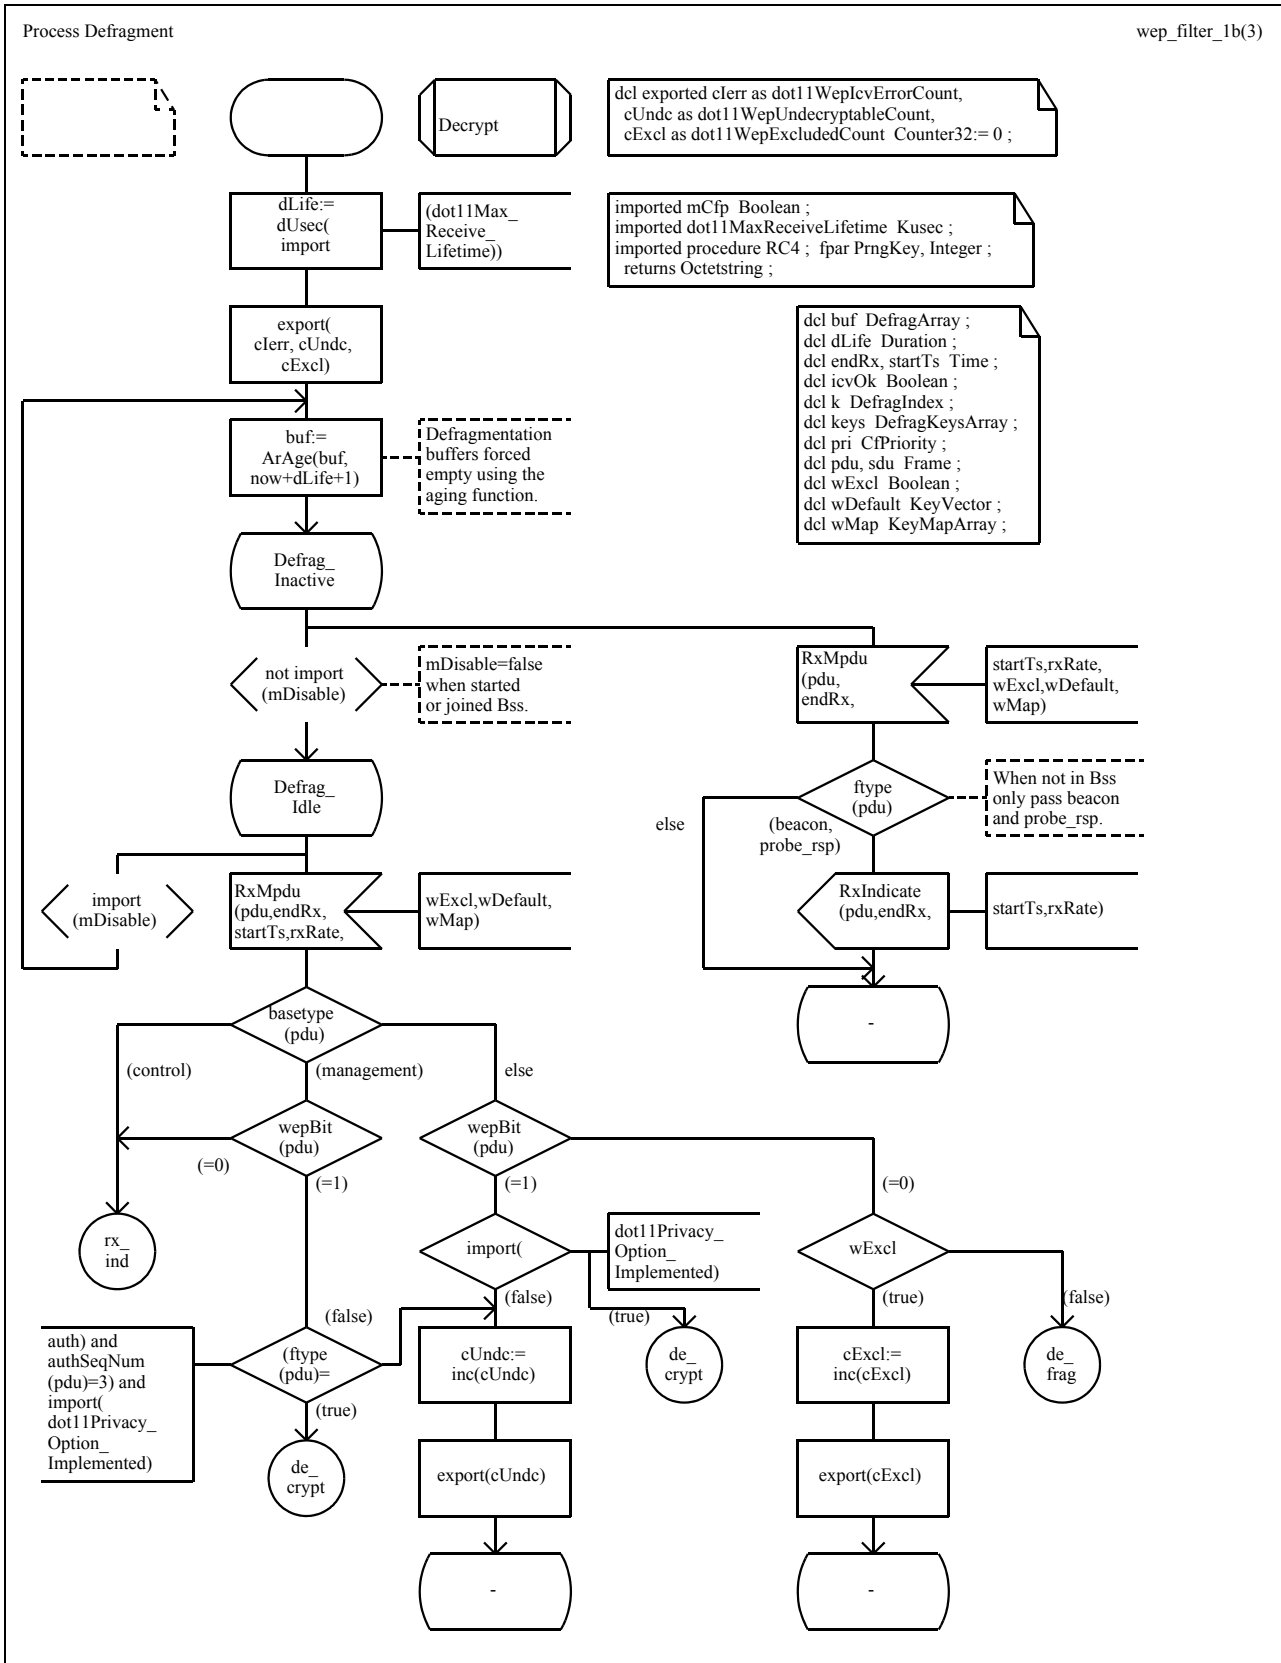 Process Defragment
wep_filter_1b(3)
Decrypt
dcl exported cIerr as dot11WepIcvErrorCount,
cUndc as dot11WepUndecryptableCount,
cExcl as dot11WepExcludedCount Counter32:= 0 ;
dLife:=
dUsec(
import
(dot11Max_
Receive_
Lifetime))
imported mCfp Boolean ;
imported dot11MaxReceiveLifetime Kusec ;
imported procedure RC4 ; fpar PrngKey, Integer ;
returns Octetstring ;
export(
cIerr, cUndc,
cExcl)
dcl buf DefragArray ;
dcl dLife Duration ;
dcl endRx, startTs Time ;
dcl icvOk Boolean ;
dcl k DefragIndex ;
dcl keys DefragKeysArray ;
dcl pri CfPriority ;
dcl pdu, sdu Frame ;
dcl wExcl Boolean ;
dcl wDefault KeyVector ;
dcl wMap KeyMapArray ;
buf:=
ArAge(buf,
now+dLife+1)
Defragmentation
buffers forced
empty using the
aging function.
Defrag_
Inactive
not import
(mDisable)
mDisable=false
when started
or joined Bss.
RxMpdu
(pdu,
endRx,
startTs,rxRate,
wExcl,wDefault,
wMap)
Defrag_
Idle
ftype
(pdu)
When not in Bss
only pass beacon
and probe_rsp.
else
(beacon,
probe_rsp)
import
(mDisable)
RxMpdu
(pdu,endRx,
startTs,rxRate,
wExcl,wDefault,
wMap)
RxIndicate
(pdu,endRx,
startTs,rxRate)
basetype
(pdu)
-
(control)
(management)
else
wepBit
(pdu)
wepBit
(pdu)
(=0)
(=1)
(=1)
(=0)
rx_
ind
import(
dot11Privacy_
Option_
Implemented)
wExcl
(false)
(false)
(true)
(true)
(false)
auth) and
authSeqNum
(pdu)=3) and
import(
dot11Privacy_
Option_
Implemented)
(ftype
(pdu)=
cUndc:=
inc(cUndc)
de_
crypt
cExcl:=
inc(cExcl)
de_
frag
(true)
de_
crypt
export(cUndc)
export(cExcl)
-
-